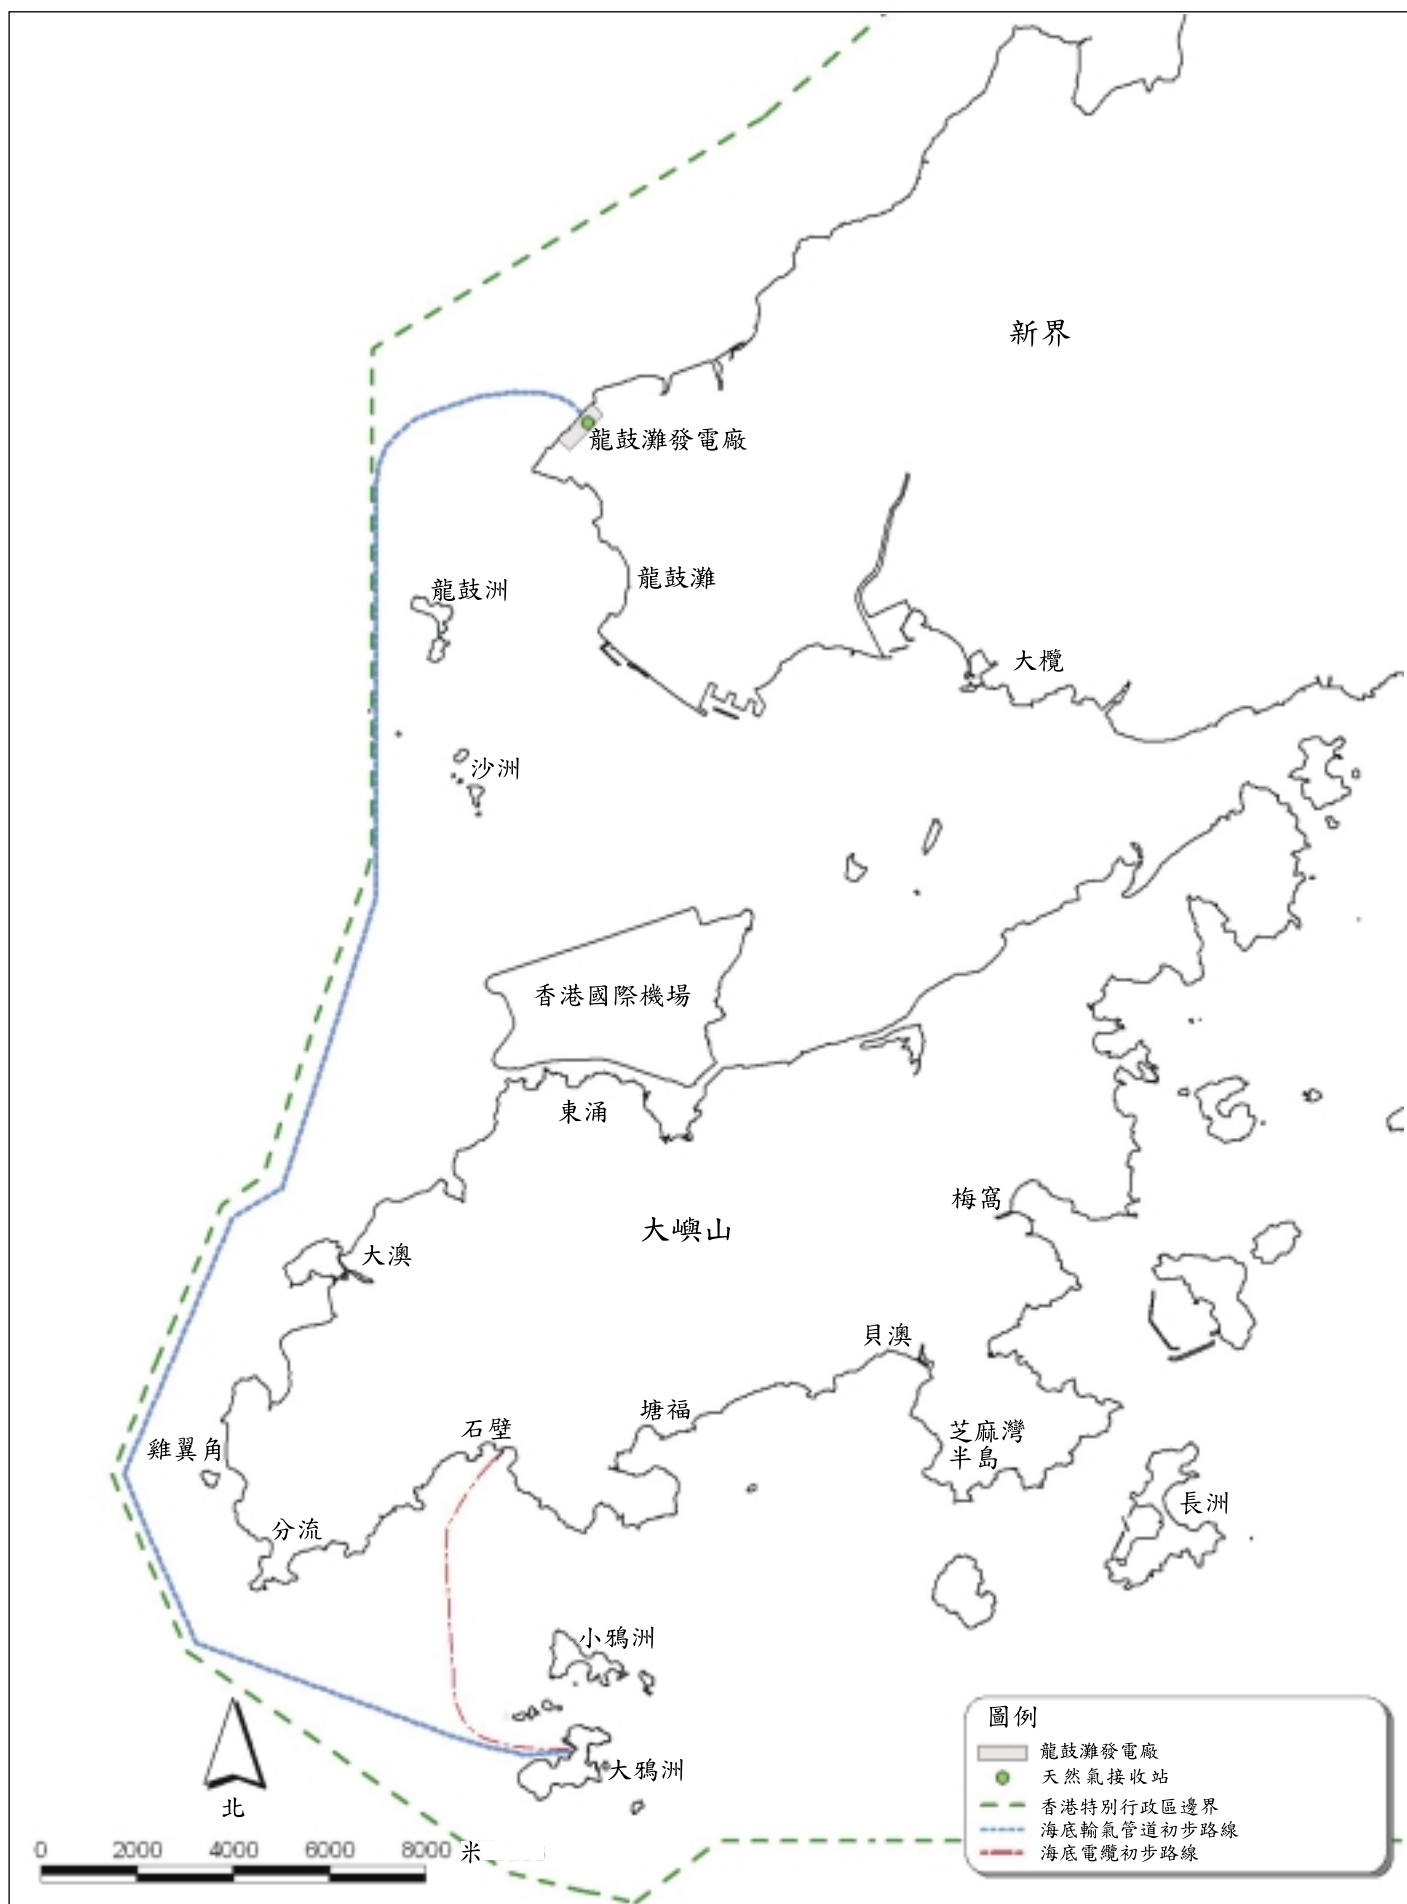 新界
龍鼓灘發電廠
龍鼓洲
龍鼓灘
大欖
沙洲
香港國際機場
東涌
梅窩
大嶼山
大澳
貝澳
塘福
石壁
芝麻灣
半島
雞翼角
長洲
分流
小鴉洲
大鴉洲
北
0 2000 4000 6000 8000 米
圖例
龍鼓灘發電廠
天然氣接收站
香港特別行政區邊界
海底輸氣管道初步路線
海底電纜初步路線